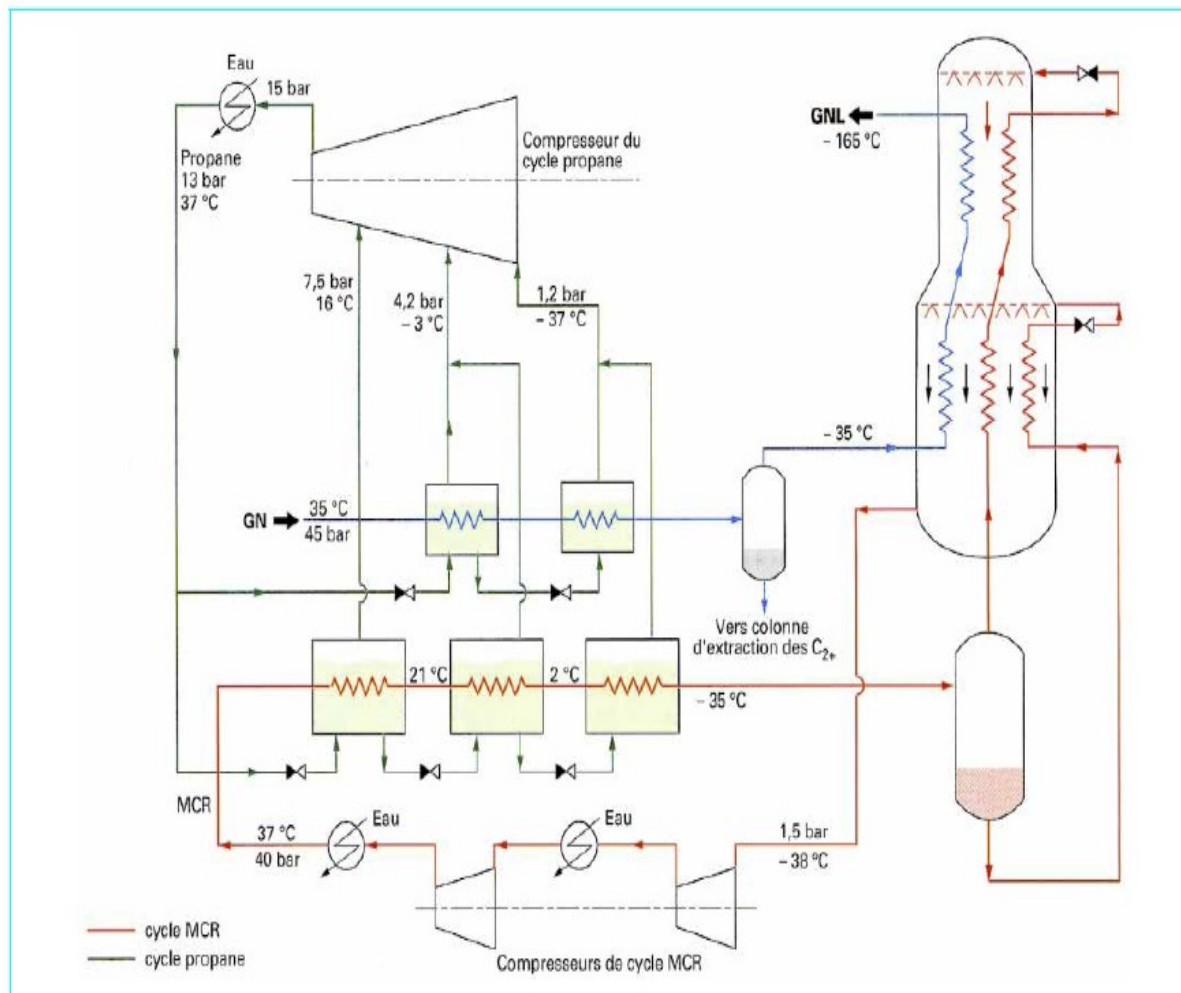 Eau
15 bar
Propane
13 bar
37 °C
Compresseur du
cycle propane
GNL
– 165 °C
7,5 bar
16 °C
4,2 bar
– 3 °C
1,2 bar
– 37 °C
– 35 °C
GN
35 °C
45 bar
Vers colonne
d'extraction des C2+
21 °C
2 °C
– 35 °C
MCR
37 °C
40 bar
Eau
Eau
1,5 bar
– 38 °C
cycle MCR
cycle propane
Compresseurs de cycle MCR